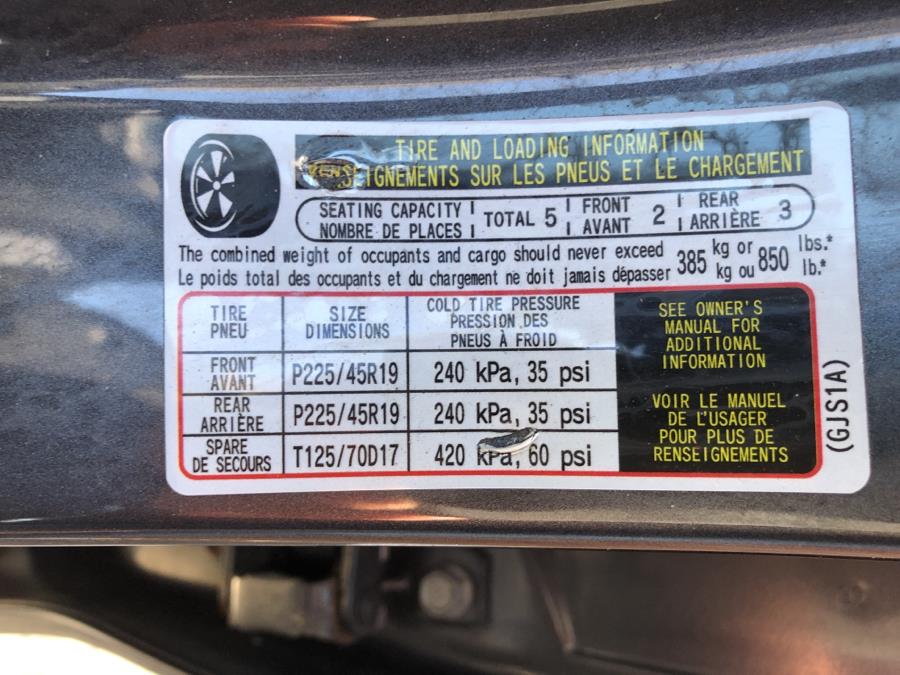 TIRE AND LOADING INFORMATION
RENSEIGNEMENTS SUR LES PNEUS ET LE CHARGEMENT
SEATING CAPACITY TOTAL 5 FRONT 2 REAR 3
NOMBRE DE PLACES AVANT ARRIÈRE
The combined weight of occupants and cargo should never exceed 385 kg or 850 lbs.*
Le poids total des occupants et du chargement ne doit jamais dépasser kg ou lb.*
TIRE SIZE COLD TIRE PRESSURE
PNEU DIMENSIONS PRESSION DES
PNEUS À FROID
FRONT
AVANT P225/45R19 240 kPa, 35 psi
REAR
ARRIÈRE P225/45R19 240 kPa, 35 psi
SPARE
DE SECOURS T125/70D17 420 kPa, 60 psi
SEE OWNER'S
MANUAL FOR
ADDITIONAL
INFORMATION
VOIR LE MANUEL
DE L'USAGER
POUR PLUS DE
RENSEIGNEMENTS
(GJS1A)